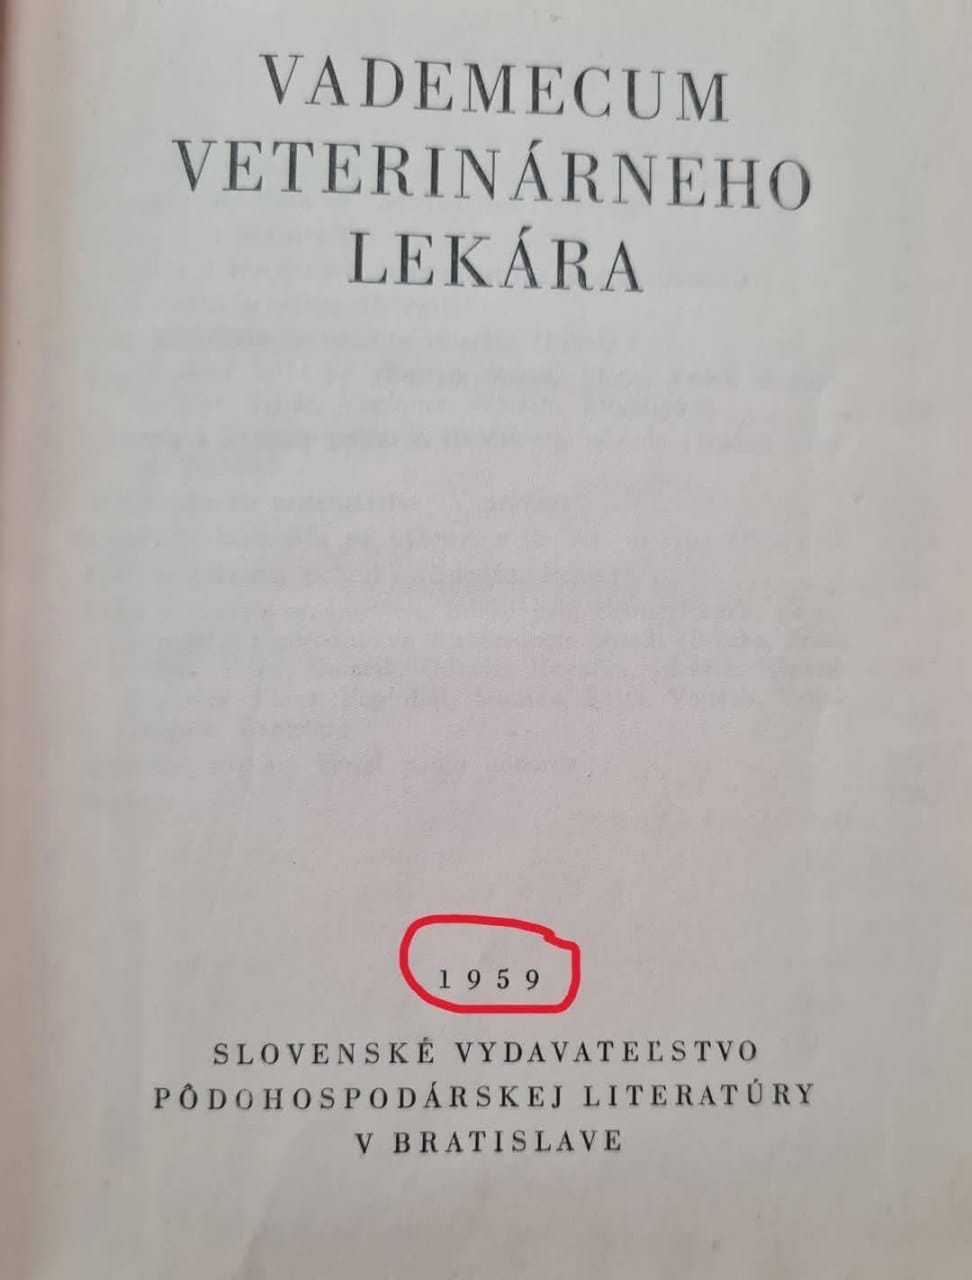 VADEMECUM
VETERINÁRNEHO
LEKÁRA
1959
SLOVENSKÉ VYDAVATEĽSTVO
PÔDOHOSPODÁRSKEJ LITERATÚRY
V BRATISLAVE